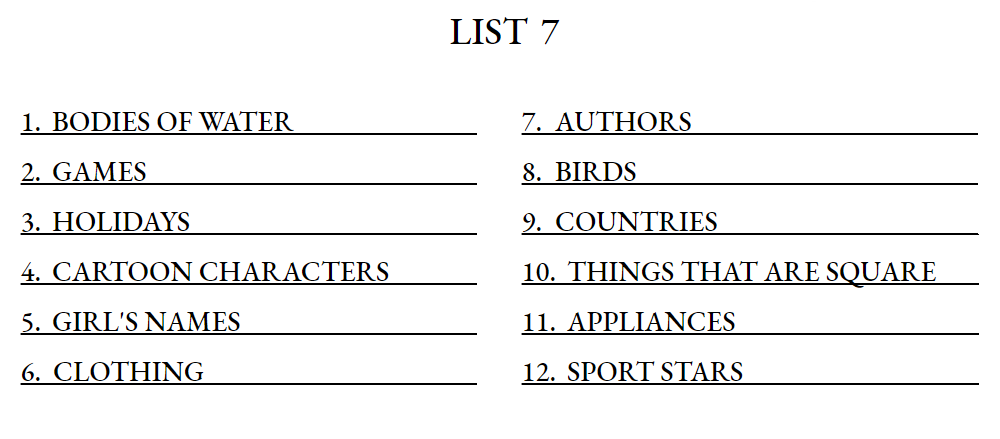 LIST 7
1. BODIES OF WATER
2. GAMES
3. HOLIDAYS
4. CARTOON CHARACTERS
5. GIRL'S NAMES
6. CLOTHING
7. AUTHORS
8. BIRDS
9. COUNTRIES
10. THINGS THAT ARE SQUARE
11. APPLIANCES
12. SPORT STARS